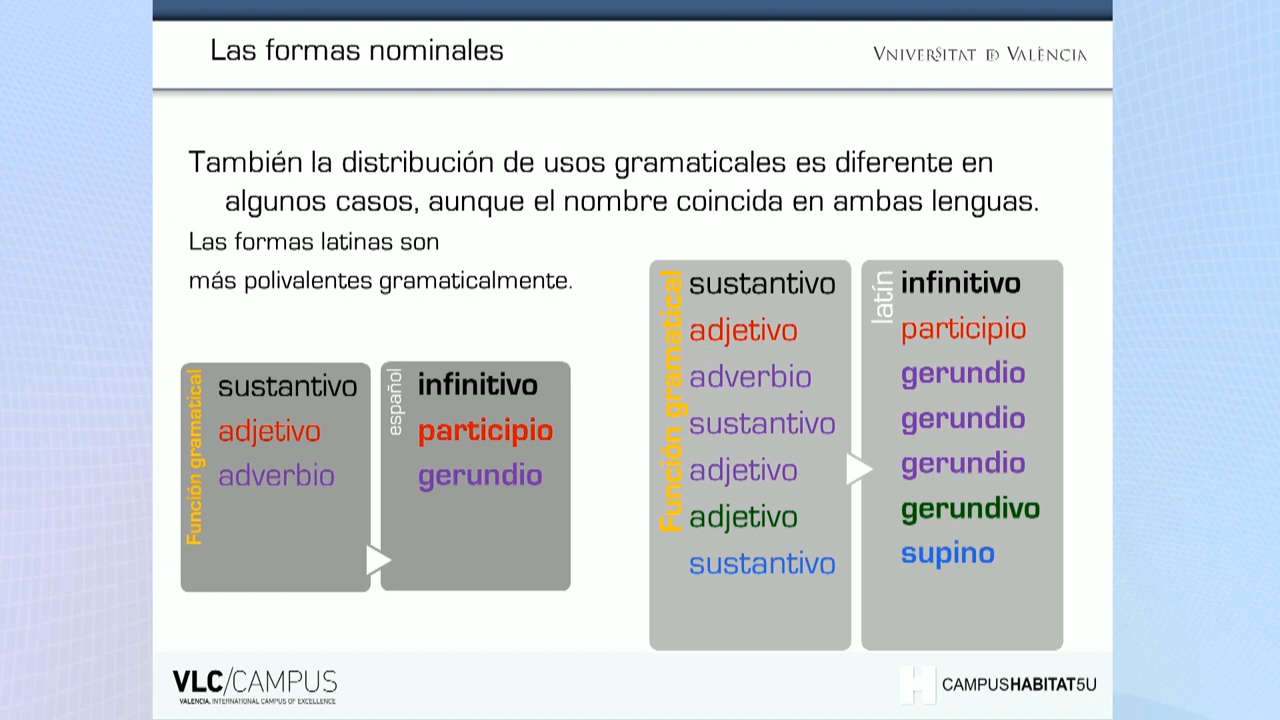 Las formas nominales
VNIVERSITAT DE VALÈNCIA
También la distribución de usos gramaticales es diferente en
algunos casos, aunque el nombre coincida en ambas lenguas.
Las formas latinas son
más polivalentes gramaticalmente.
Función gramatical
sustantivo
adjetivo
adverbio
español
infinitivo
participio
gerundio
Función gramatical
sustantivo
adjetivo
adverbio
sustantivo
adjetivo
adjetivo
sustantivo
latín
infinitivo
participio
gerundio
gerundio
gerundio
gerundivo
supino
VLC/CAMPUS
VALENCIA, INTERNATIONAL CAMPUS OF EXCELLENCE
H CAMPUSHABITAT5U